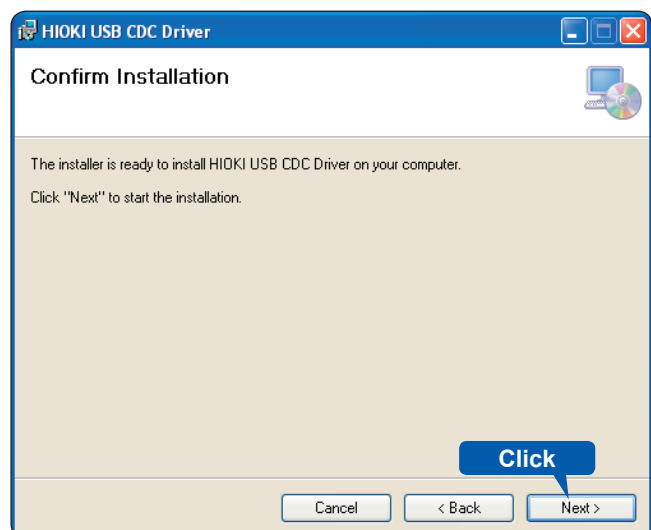 HIOKI USB CDC Driver
Confirm Installation
The installer is ready to install HIOKI USB CDC Driver on your computer.
Click "Next" to start the installation.
Click
Cancel
< Back
Next >